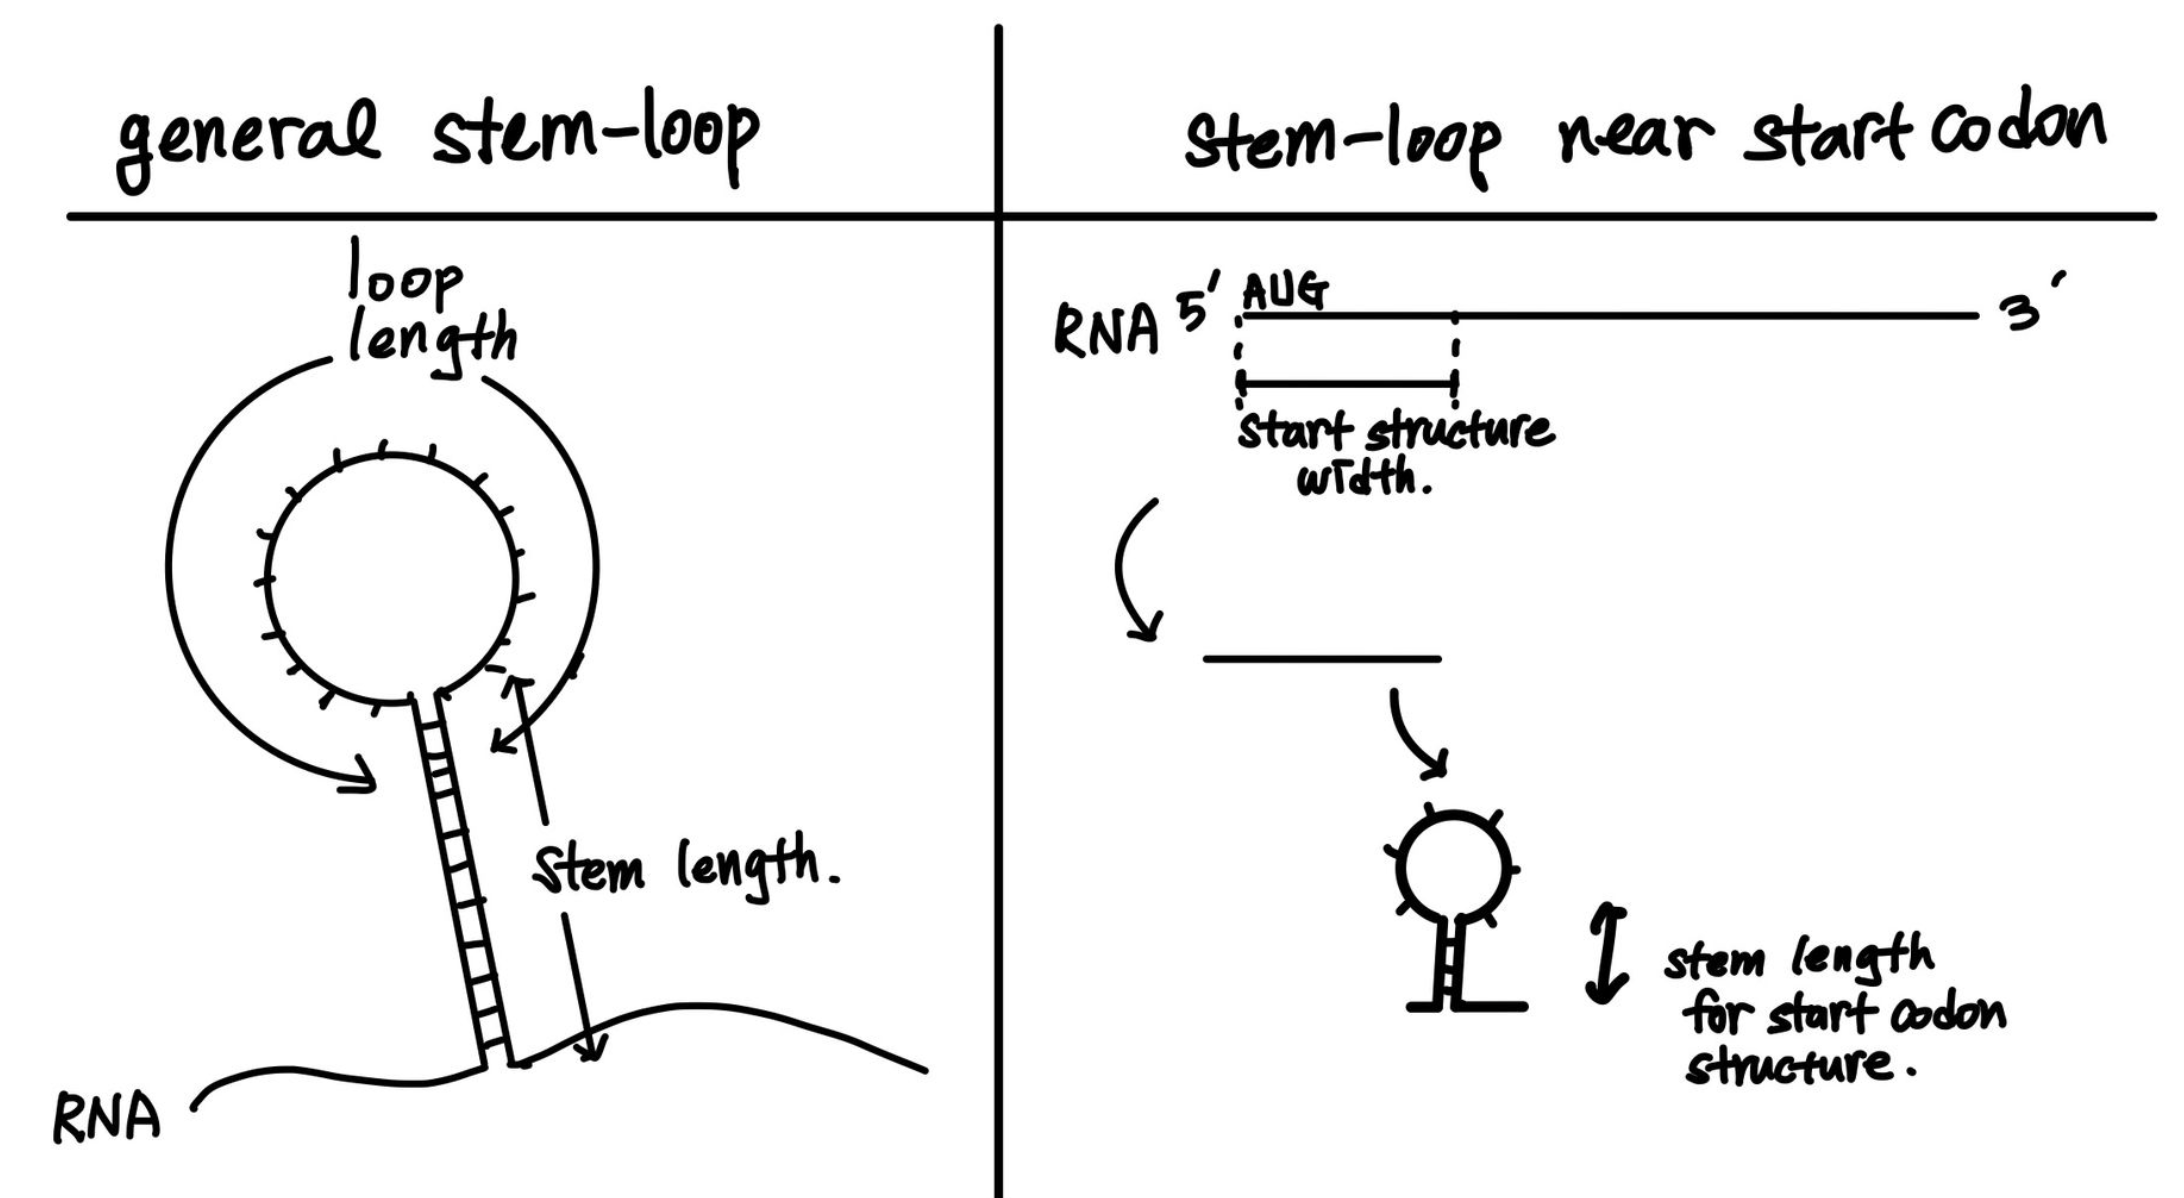 general stem-loop
stem-loop near start codon
loop
length
stem length.
RNA
RNA 5' AUG 3'
start structure
width.
stem length
for start codon
structure.